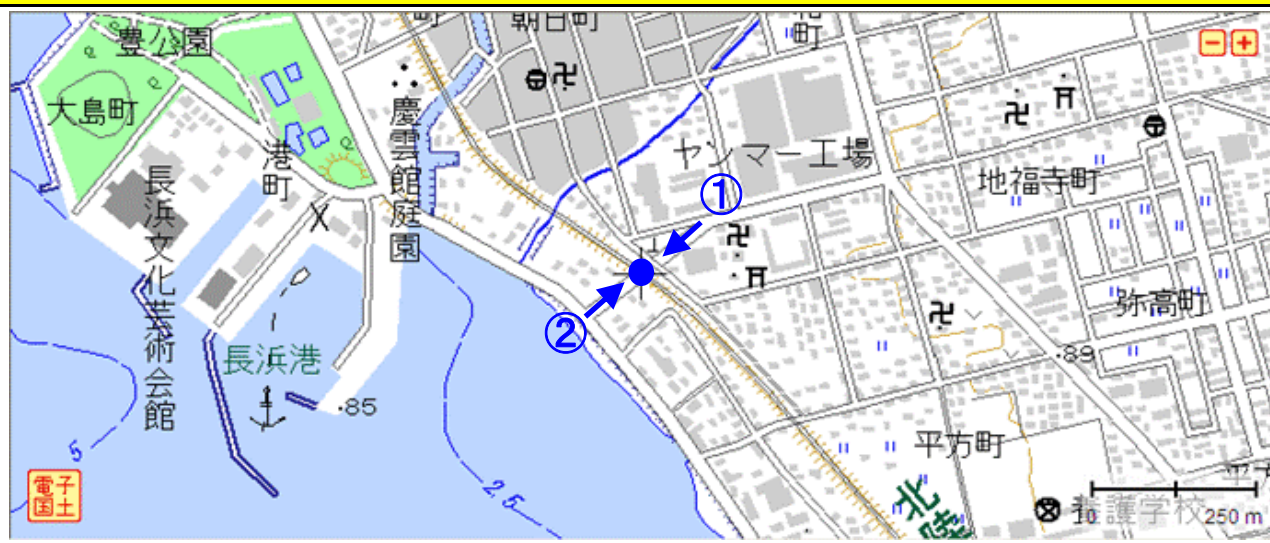 豊公園
朝日町
大島町
慶雲館庭園
港町
ヤンマー工場
地福寺町
①
長浜文化芸術会館
②
弥高町
・89
長浜港
・85
5
2.5
平方町
北陸
養護学校
250 m
電子
国土